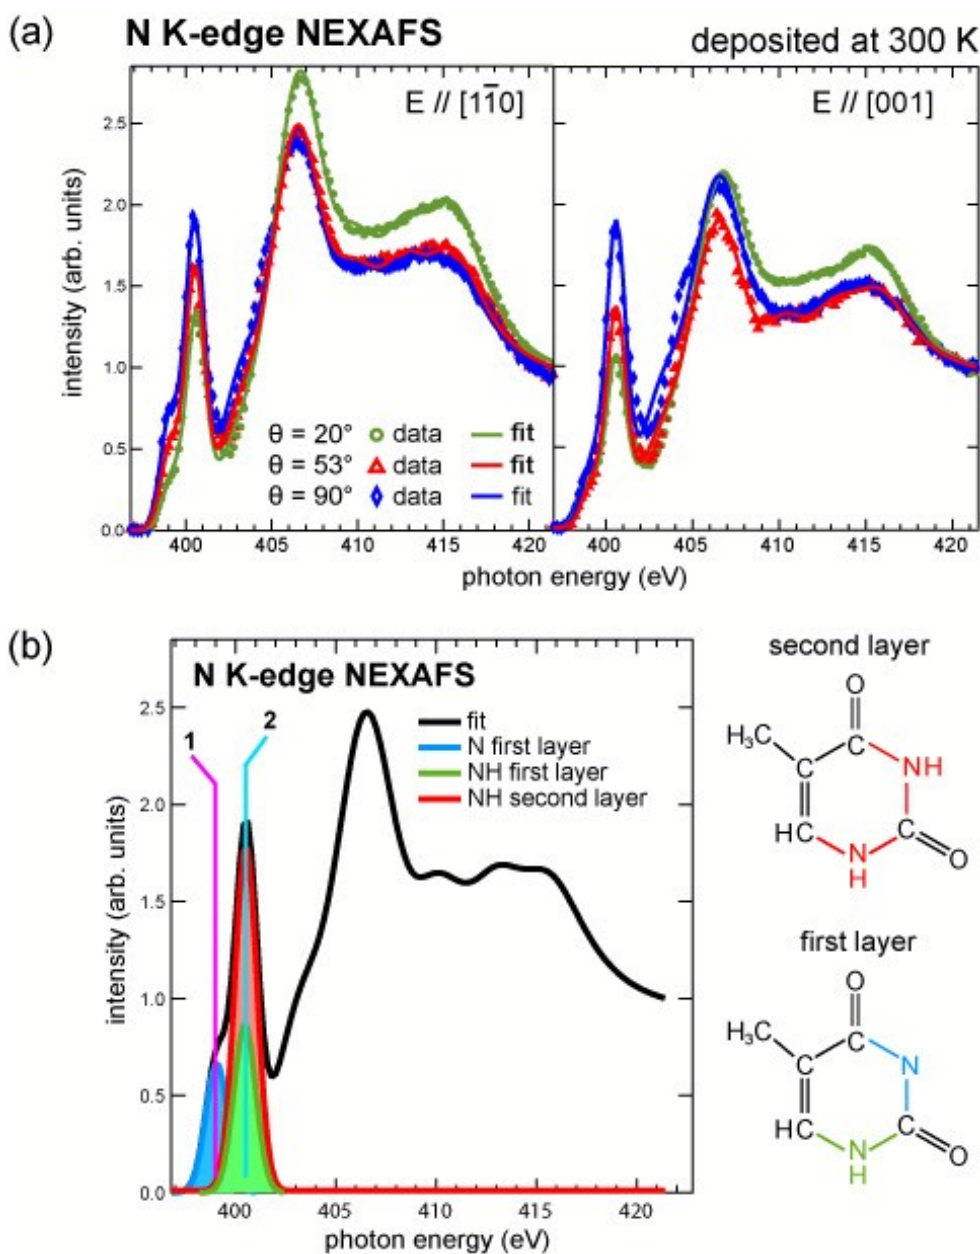 (a) N K-edge NEXAFS deposited at 300 K
E // [11̅0] E // [001]
2.5
2.0
1.5
1.0
0.5
0.0
intensity (arb. units)
θ = 20° data fit
θ = 53° data fit
θ = 90° data fit
400 405 410 415 420 400 405 410 415 420
photon energy (eV)
(b)
N K-edge NEXAFS
1 2
fit
N first layer
NH first layer
NH second layer
2.5
2.0
1.5
1.0
0.5
0.0
intensity (arb. units)
400 405 410 415 420
photon energy (eV)
second layer
O
H₃C C NH
C
HC C O
N
H
first layer
O
H₃C C N
C
HC C O
N
H